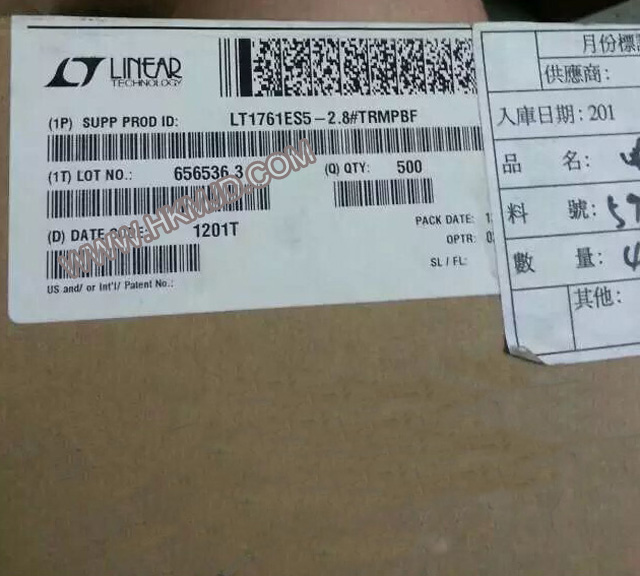 LT LINEAR
TECHNOLOGY
(1P) SUPP PROD ID: LT1761ES5-2.8#TRMPBF
(1T) LOT NO.: 656536.3
(Q) QTY: 500
(D) DATE CODE: 1201T
PACK DATE:
OPTR:
SL / FL:
US and/ or Int'l/ Patent No.:
WWW.HKMJD.COM
月份標
供應商:
入庫日期: 201
品 名:
料 號:
數 量:
其他: